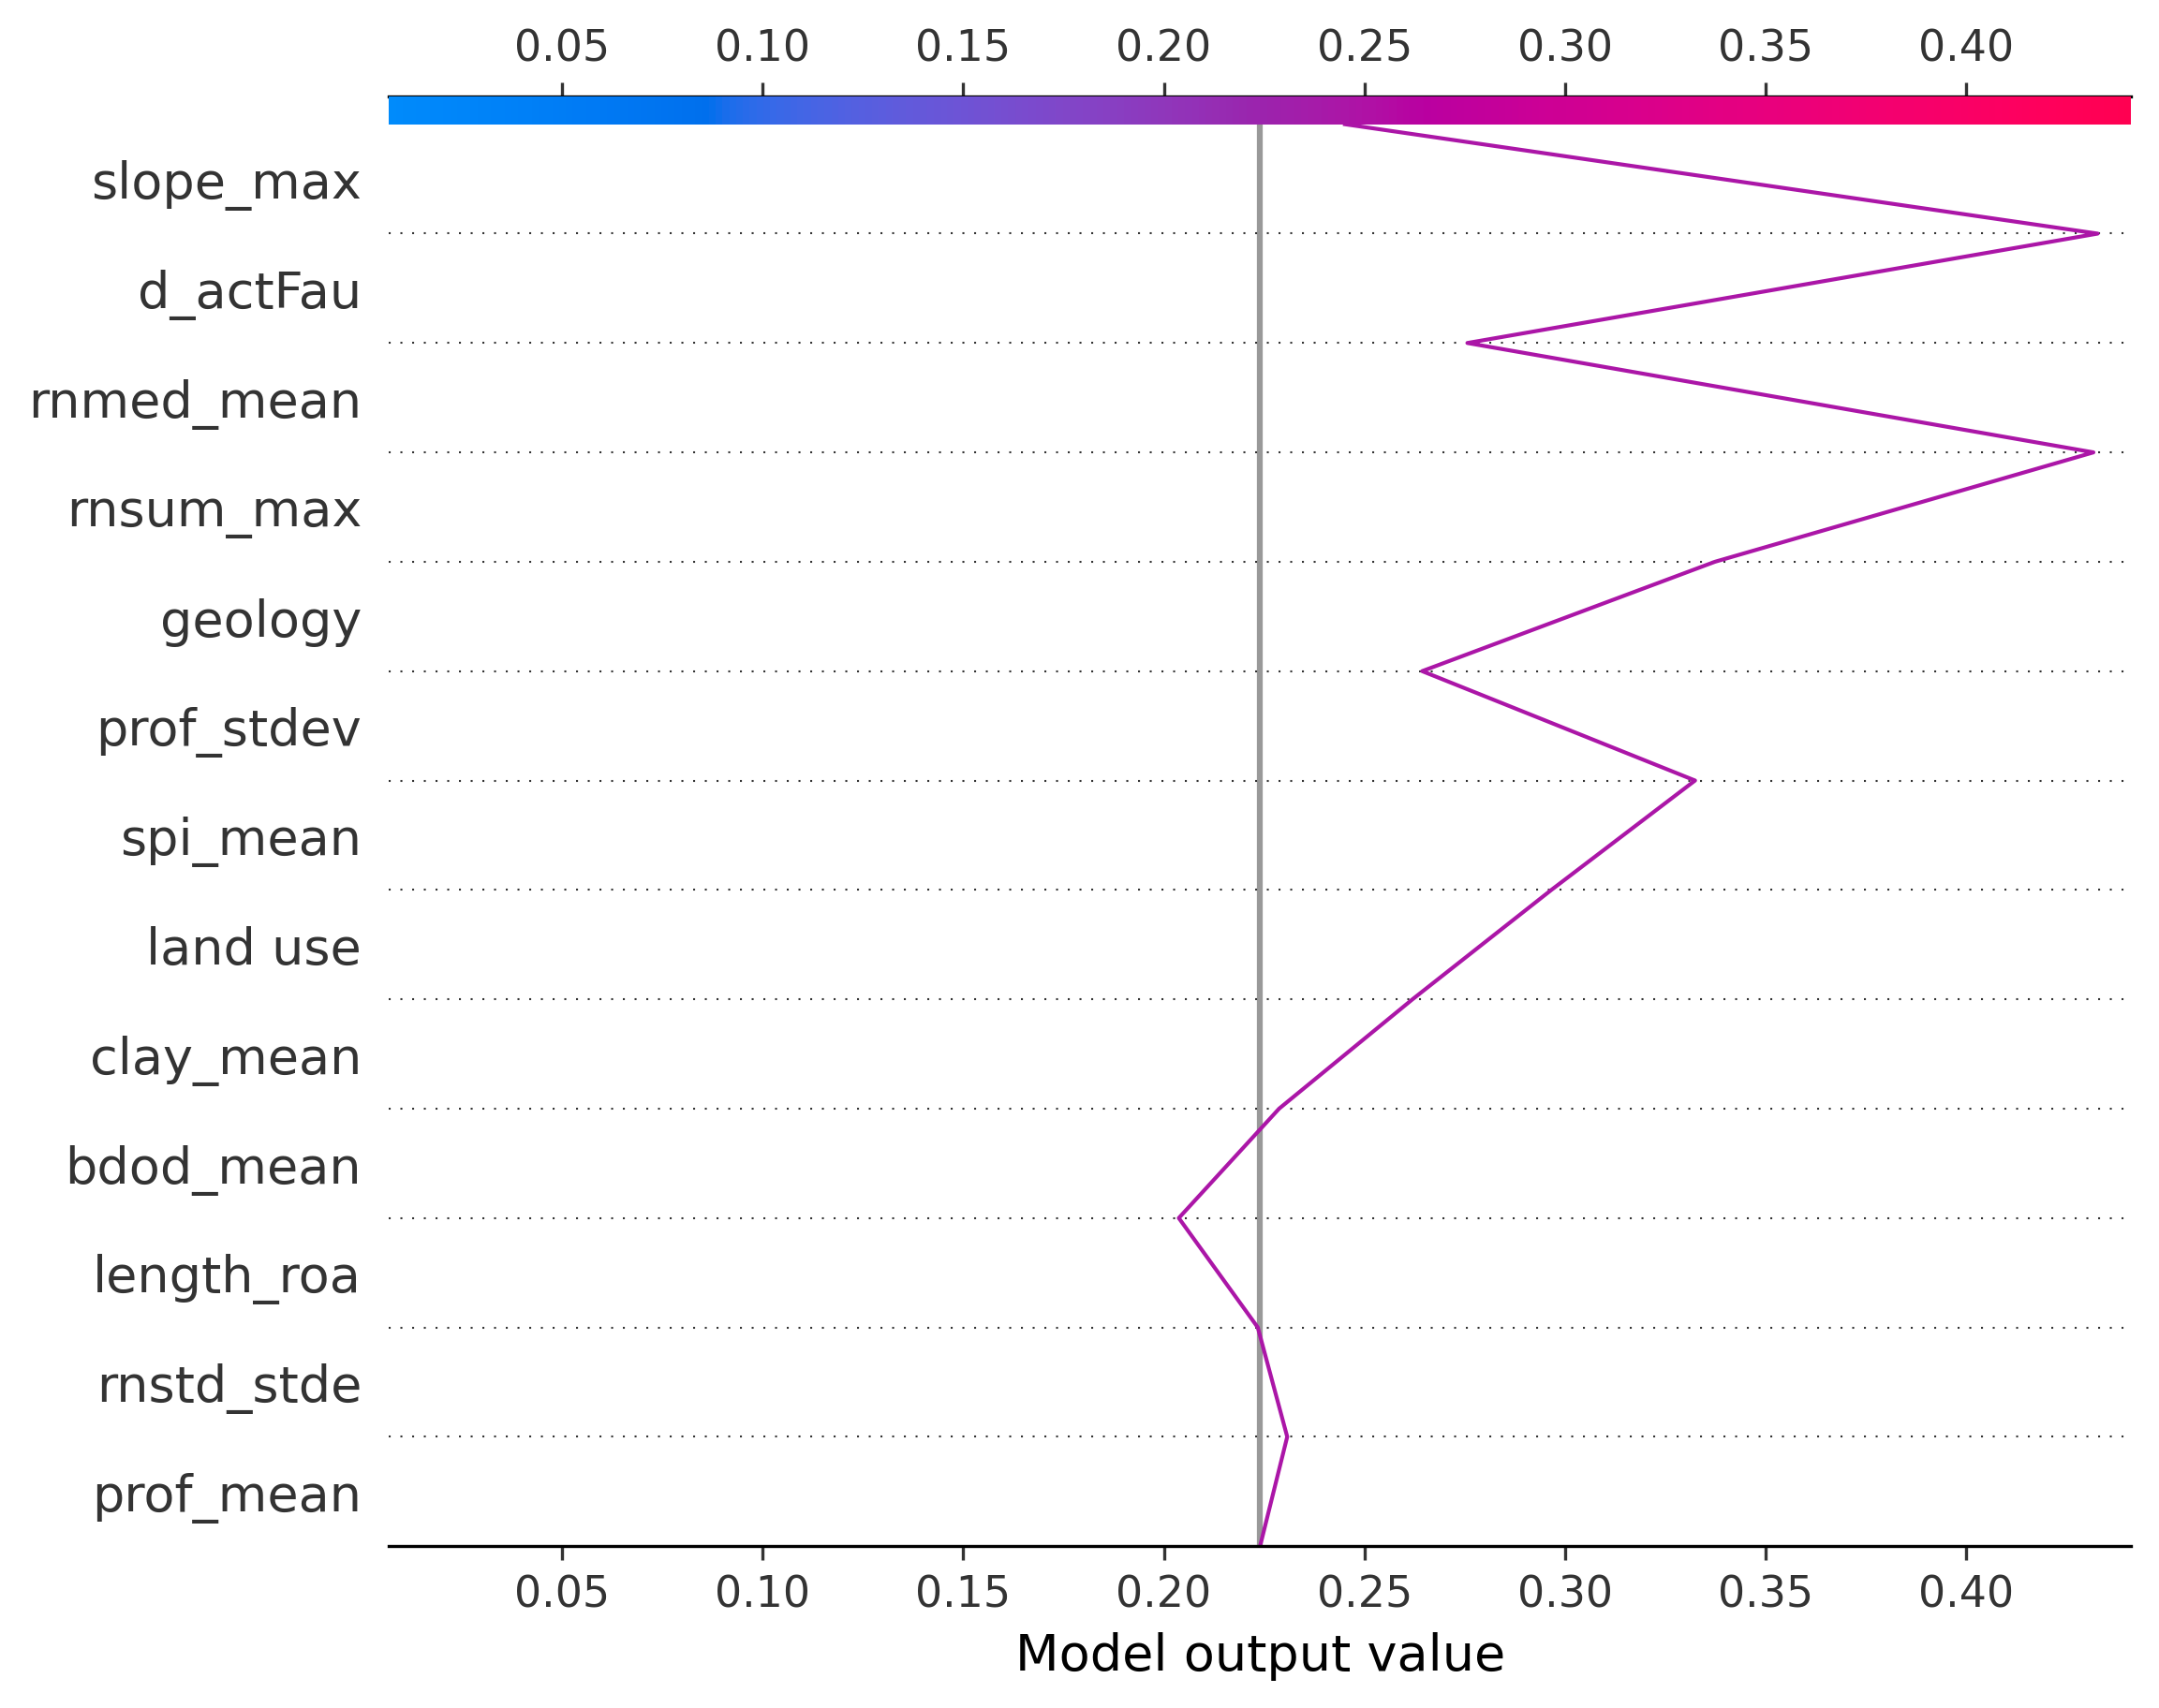 0.05 0.10 0.15 0.20 0.25 0.30 0.35 0.40
slope_max
d_actFau
rnmed_mean
rnsum_max
geology
prof_stdev
spi_mean
land use
clay_mean
bdod_mean
length_roa
rnstd_stde
prof_mean
0.05 0.10 0.15 0.20 0.25 0.30 0.35 0.40
Model output value